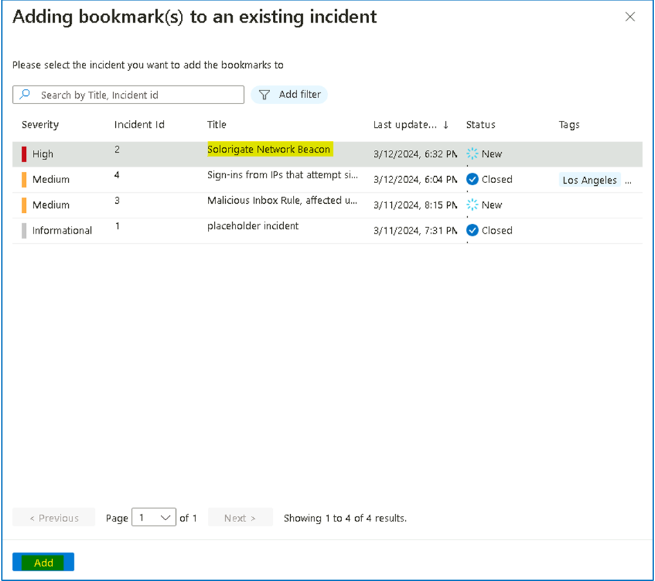 Adding bookmark(s) to an existing incident
Please select the incident you want to add the bookmarks to
Search by Title, Incident id Add filter
Severity Incident Id Title Last update... ↓ Status Tags
High 2 Solorigate Network Beacon 3/12/2024, 6:32 PM New
Medium 4 Sign-ins from IPs that attempt si... 3/12/2024, 6:04 PM Closed Los Angeles ...
Medium 3 Malicious Inbox Rule, affected u... 3/11/2024, 8:15 PM New
Informational 1 placeholder incident 3/11/2024, 7:31 PM Closed
< Previous Page 1 of 1 Next > Showing 1 to 4 of 4 results.
Add